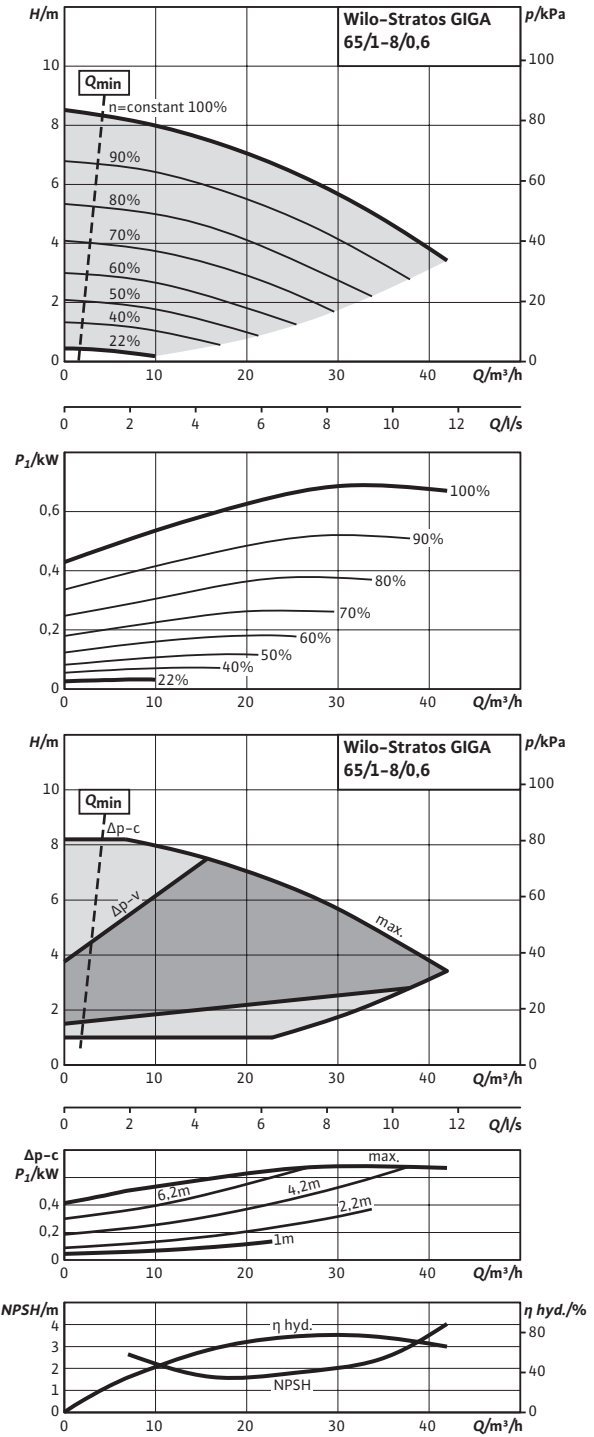 H/m
Wilo-Stratos GIGA
65/1-8/0,6
p/kPa
100
10
Qmin
n=constant 100%
8
80
90%
6
60
80%
70%
4
40
60%
50%
2
20
40%
22%
0
0
0 10 20 30 40 Q/m³/h
0 2 4 6 8 10 12 Q/l/s
P1/kW
100%
0,6
90%
0,4
80%
70%
0,2
60%
50%
40%
22%
0
0 10 20 30 40 Q/m³/h
H/m
Wilo-Stratos GIGA
65/1-8/0,6
p/kPa
100
10
Qmin
Δp-c
8
80
Δp-v
6
60
max.
4
40
2
20
0
0
0 10 20 30 40 Q/m³/h
0 2 4 6 8 10 12 Q/l/s
Δp-c
P1/kW
max.
6,2m
4,2m
0,4
2,2m
0,2
1m
0
0 10 20 30 40 Q/m³/h
NPSH/m
η hyd./%
η hyd.
4
80
3
2
40
NPSH
1
0
0
0 10 20 30 40 Q/m³/h